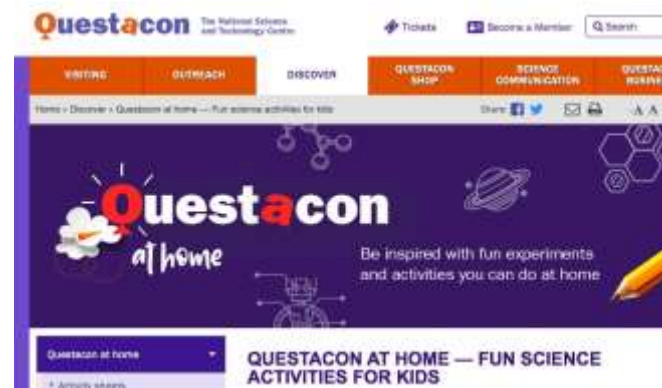 Questacon The National Science
and Technology Centre
Tickets
Become a Member
Search
VISITING
OUTREACH
DISCOVER
QUESTACON
SHOP
SCIENCE
COMMUNICATION
Home › Discover › Questacon at home — Fun science activities for kids
Share
A A
Questacon
at home
Be inspired with fun experiments
and activities you can do at home
Questacon at home
QUESTACON AT HOME — FUN SCIENCE
ACTIVITIES FOR KIDS